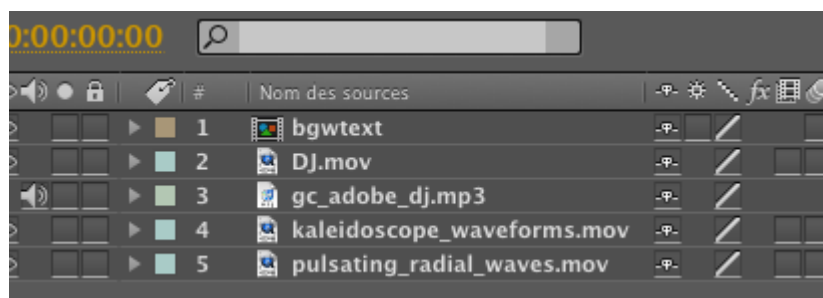 0:00:00:00
# Nom des sources fx
1 bgwtext
2 DJ.mov
3 gc_adobe_dj.mp3
4 kaleidoscope_waveforms.mov
5 pulsating_radial_waves.mov